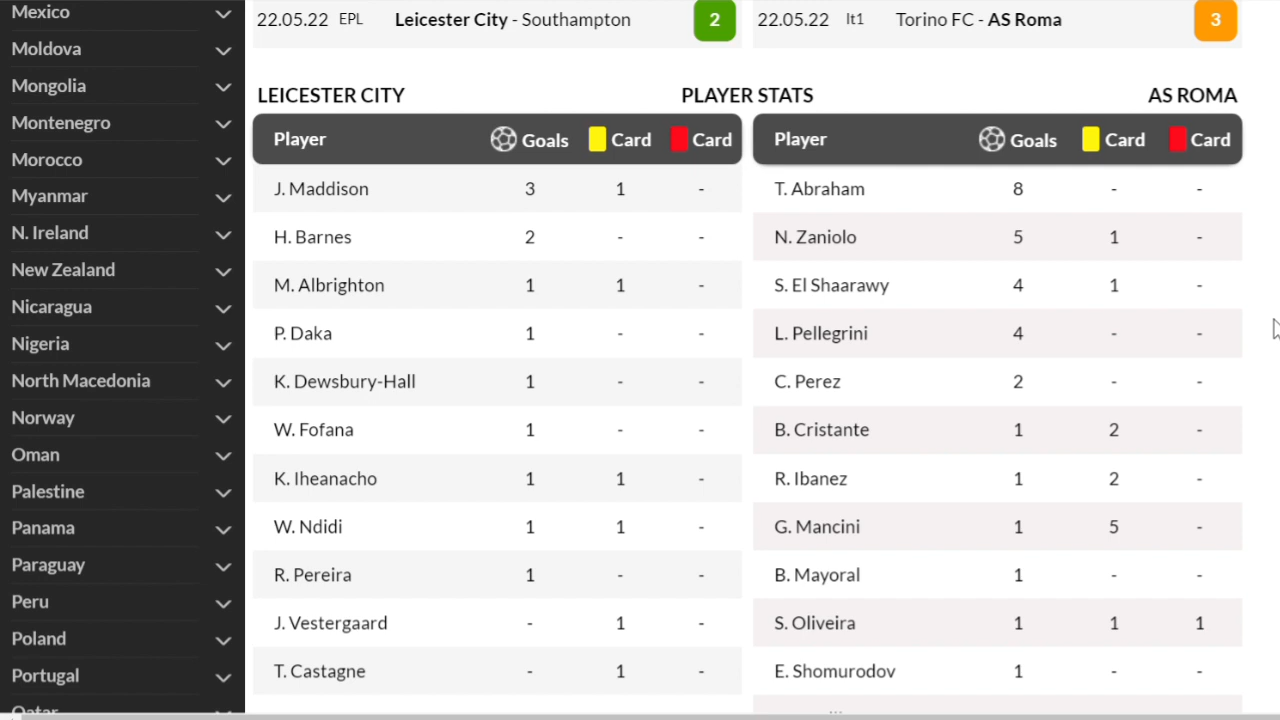 Mexico
Moldova
Mongolia
Montenegro
Morocco
Myanmar
N. Ireland
New Zealand
Nicaragua
Nigeria
North Macedonia
Norway
Oman
Palestine
Panama
Paraguay
Peru
Poland
Portugal
Qatar
22.05.22 EPL Leicester City - Southampton 2
22.05.22 It1 Torino FC - AS Roma 3
LEICESTER CITY PLAYER STATS AS ROMA
Player Goals Card Card
J. Maddison 3 1 -
H. Barnes 2 - -
M. Albrighton 1 1 -
P. Daka 1 - -
K. Dewsbury-Hall 1 - -
W. Fofana 1 - -
K. Iheanacho 1 1 -
W. Ndidi 1 1 -
R. Pereira 1 - -
J. Vestergaard - 1 -
T. Castagne - 1 -
Player Goals Card Card
T. Abraham 8 - -
N. Zaniolo 5 1 -
S. El Shaarawy 4 1 -
L. Pellegrini 4 - -
C. Perez 2 - -
B. Cristante 1 2 -
R. Ibanez 1 2 -
G. Mancini 1 5 -
B. Mayoral 1 - -
S. Oliveira 1 1 1
E. Shomurodov 1 - -